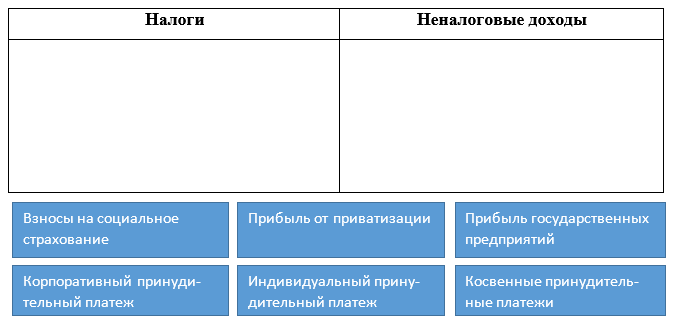 Налоги
Неналоговые доходы
Взносы на социальное
страхование
Прибыль от приватизации
Прибыль государственных
предприятий
Корпоративный принуди-
тельный платеж
Индивидуальный прину-
дительный платеж
Косвенные принудитель-
ные платежи